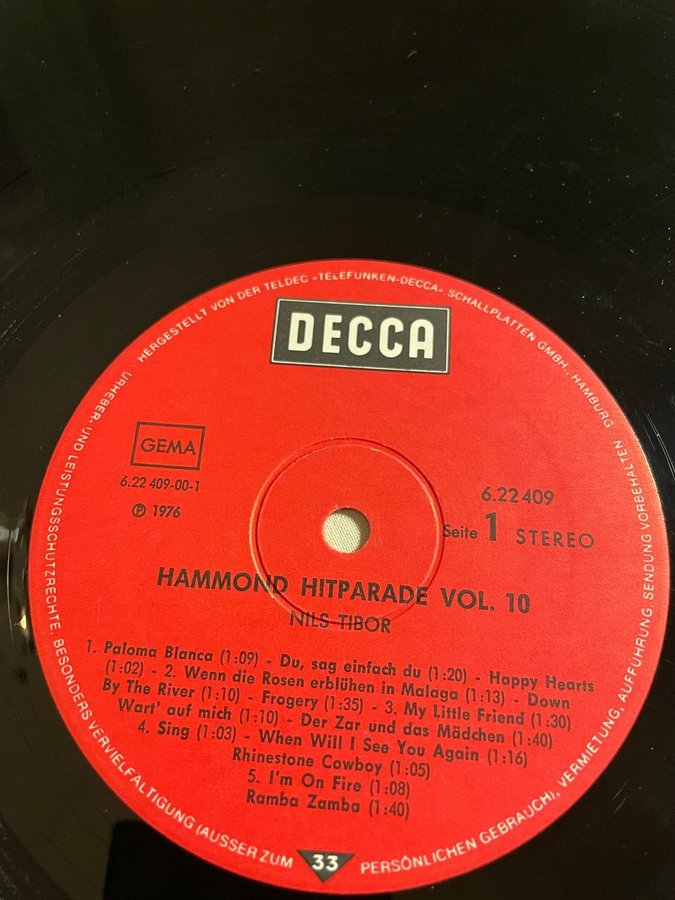 HERGESTELLT VON DER TELDEC »TELEFUNKEN-DECCA« SCHALLPLATTEN GMBH., HAMBURG
DECCA
GEMA
6.22 409-00-1
℗ 1976
6.22 409
Seite 1 STEREO
HAMMOND HITPARADE VOL. 10
NILS TIBOR
1. Paloma Blanca (1:09) - Du, sag einfach du (1:20) - Happy Hearts
(1:02) - 2. Wenn die Rosen erblühen in Malaga (1:13) - Down
By The River (1:10) - Frogery (1:35) - 3. My Little Friend (1:30)
Wart' auf mich (1:10) - Der Zar und das Mädchen (1:40)
4. Sing (1:03) - When Will I See You Again (1:16)
Rhinestone Cowboy (1:05)
5. I'm On Fire (1:08)
Ramba Zamba (1:40)
URHEBER- UND LEISTUNGSSCHUTZRECHTE, BESONDERS VERVIELFÄLTIGUNG (AUSSER ZUM PERSÖNLICHEN GEBRAUCH), VERMIETUNG, AUFFÜHRUNG, SENDUNG VORBEHALTEN
33